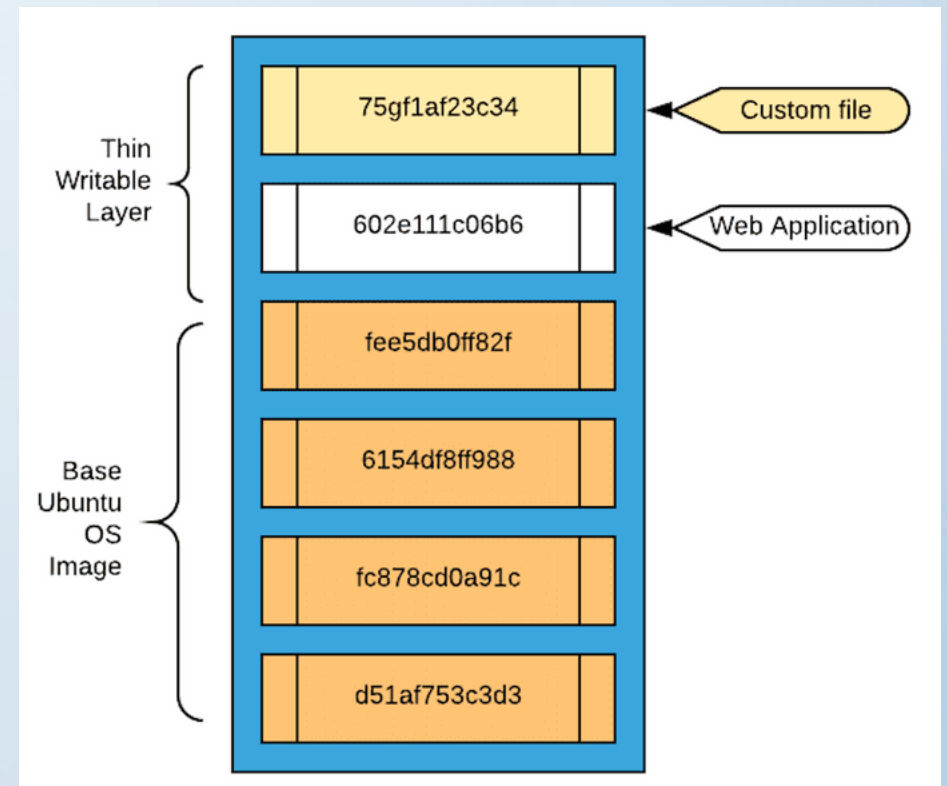 75gf1af23c34
Custom file
Thin
Writable
Layer
602e111c06b6
Web Application
fee5db0ff82f
6154df8ff988
Base
Ubuntu
OS
Image
fc878cd0a91c
d51af753c3d3